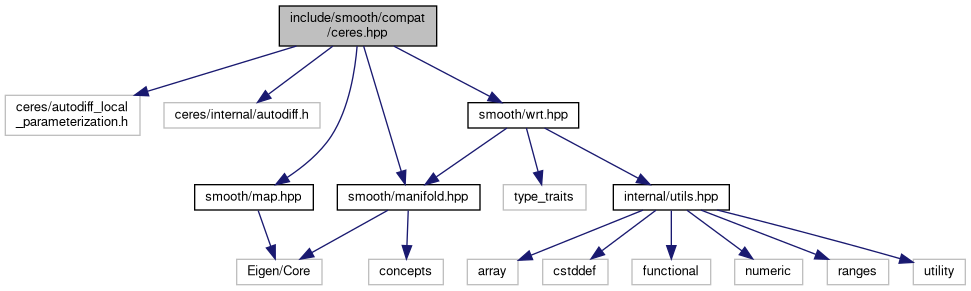 include/smooth/compat
/ceres.hpp
ceres/autodiff_local
_parameterization.h
ceres/internal/autodiff.h
smooth/wrt.hpp
smooth/map.hpp
smooth/manifold.hpp
type_traits
internal/utils.hpp
Eigen/Core
concepts
array
cstddef
functional
numeric
ranges
utility